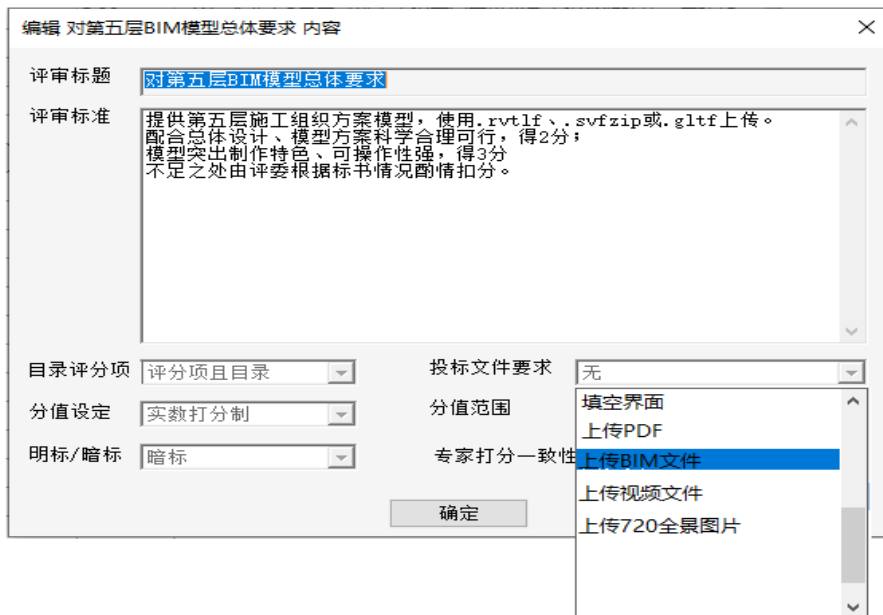 编辑 对第五层BIM模型总体要求 内容
评审标题 对第五层BIM模型总体要求
评审标准 提供第五层施工组织方案模型，使用.rvtlf、.svfzip或.gltf上传。
配合总体设计、模型方案科学合理可行，得2分；
模型突出制作特色、可操作性强，得3分
不足之处由评委根据标书情况酌情扣分。
目录评分项 评分项且目录 投标文件要求 无
分值设定 实数打分制 分值范围
明标/暗标 暗标 专家打分一致性
填空界面
上传PDF
上传BIM文件
上传视频文件
上传720全景图片
确定